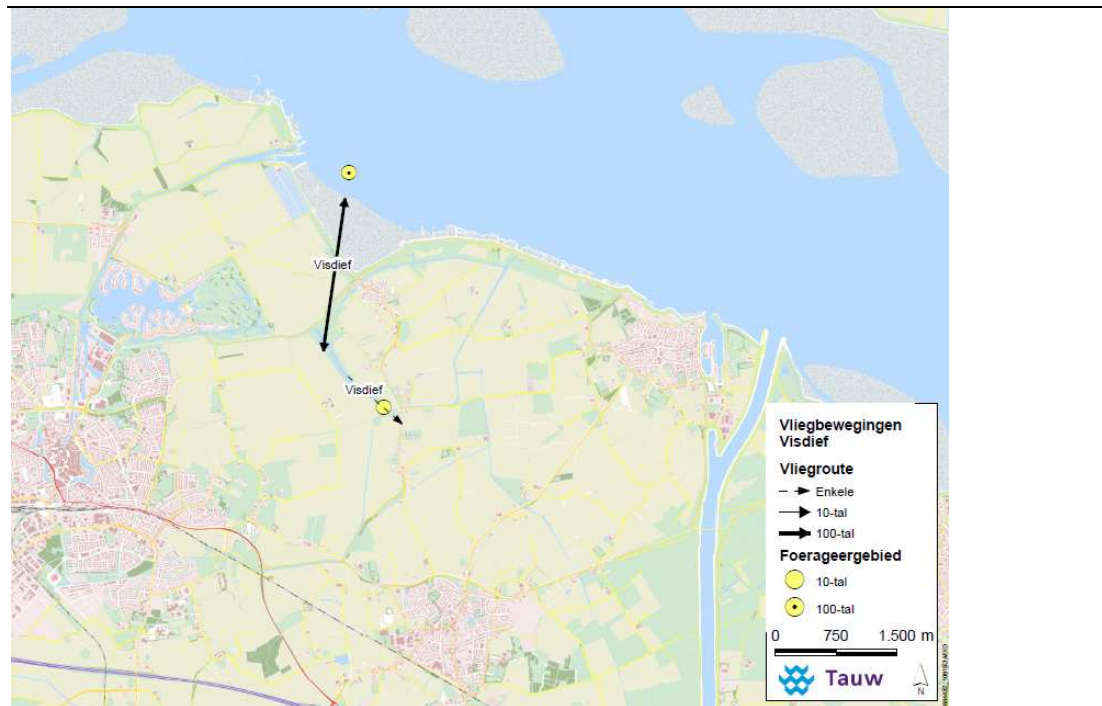 Visdief
Visdief
Vliegbewegingen
Visdief
Vliegroute
Enkele
10-tal
100-tal
Foerageergebied
10-tal
100-tal
0 750 1.500 m
Tauw
N